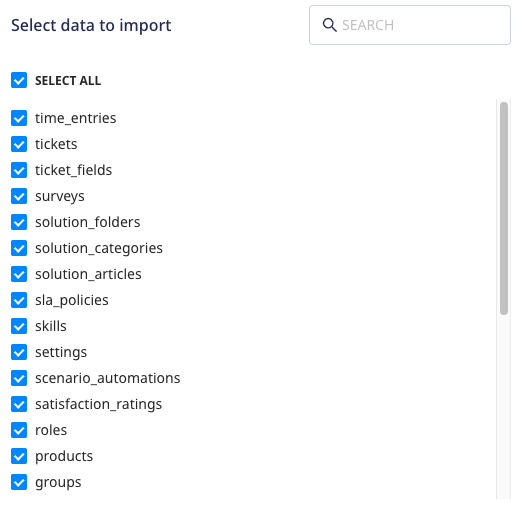 Select data to import
SEARCH
SELECT ALL
time_entries
tickets
ticket_fields
surveys
solution_folders
solution_categories
solution_articles
sla_policies
skills
settings
scenario_automations
satisfaction_ratings
roles
products
groups